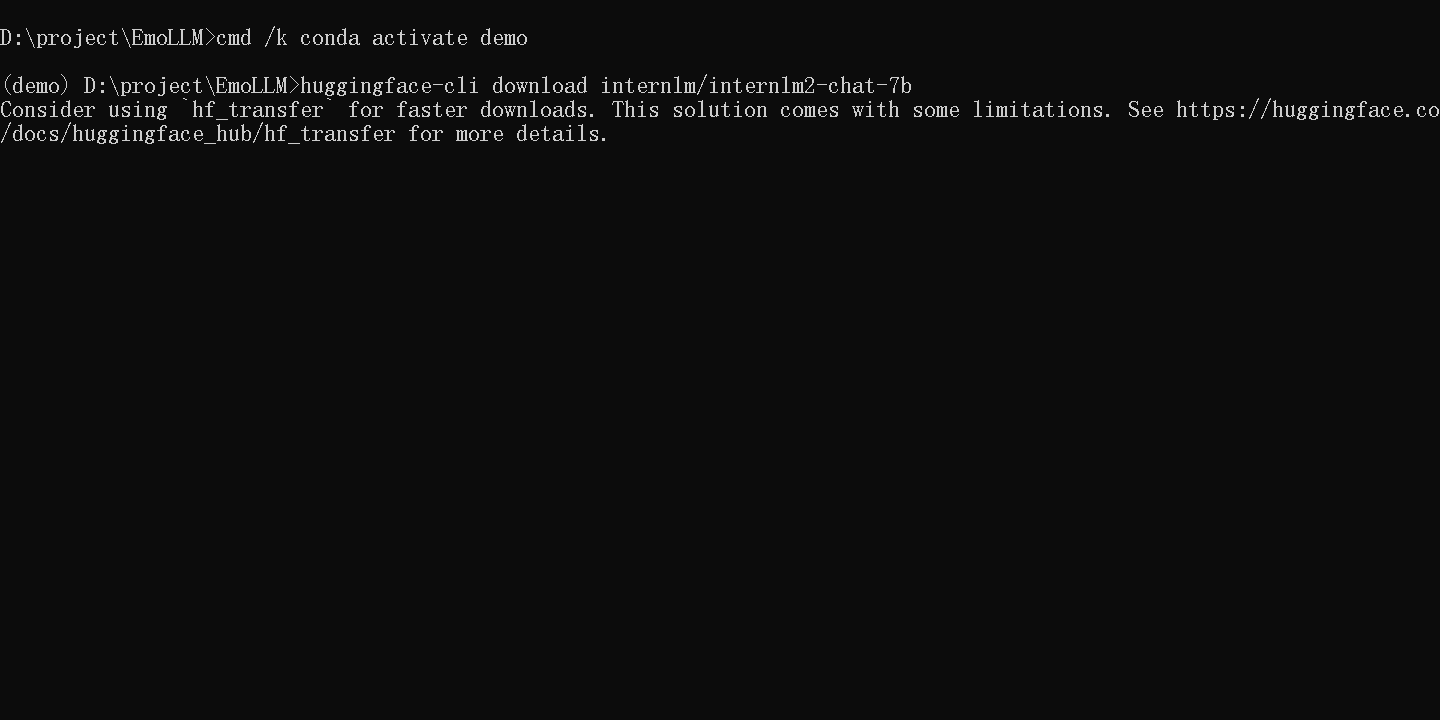 D:\project\EmoLLM>cmd /k conda activate demo
(demo) D:\project\EmoLLM>huggingface-cli download internlm/internlm2-chat-7b
Consider using `hf_transfer` for faster downloads. This solution comes with some limitations. See https://huggingface.co
/docs/huggingface_hub/hf_transfer for more details.